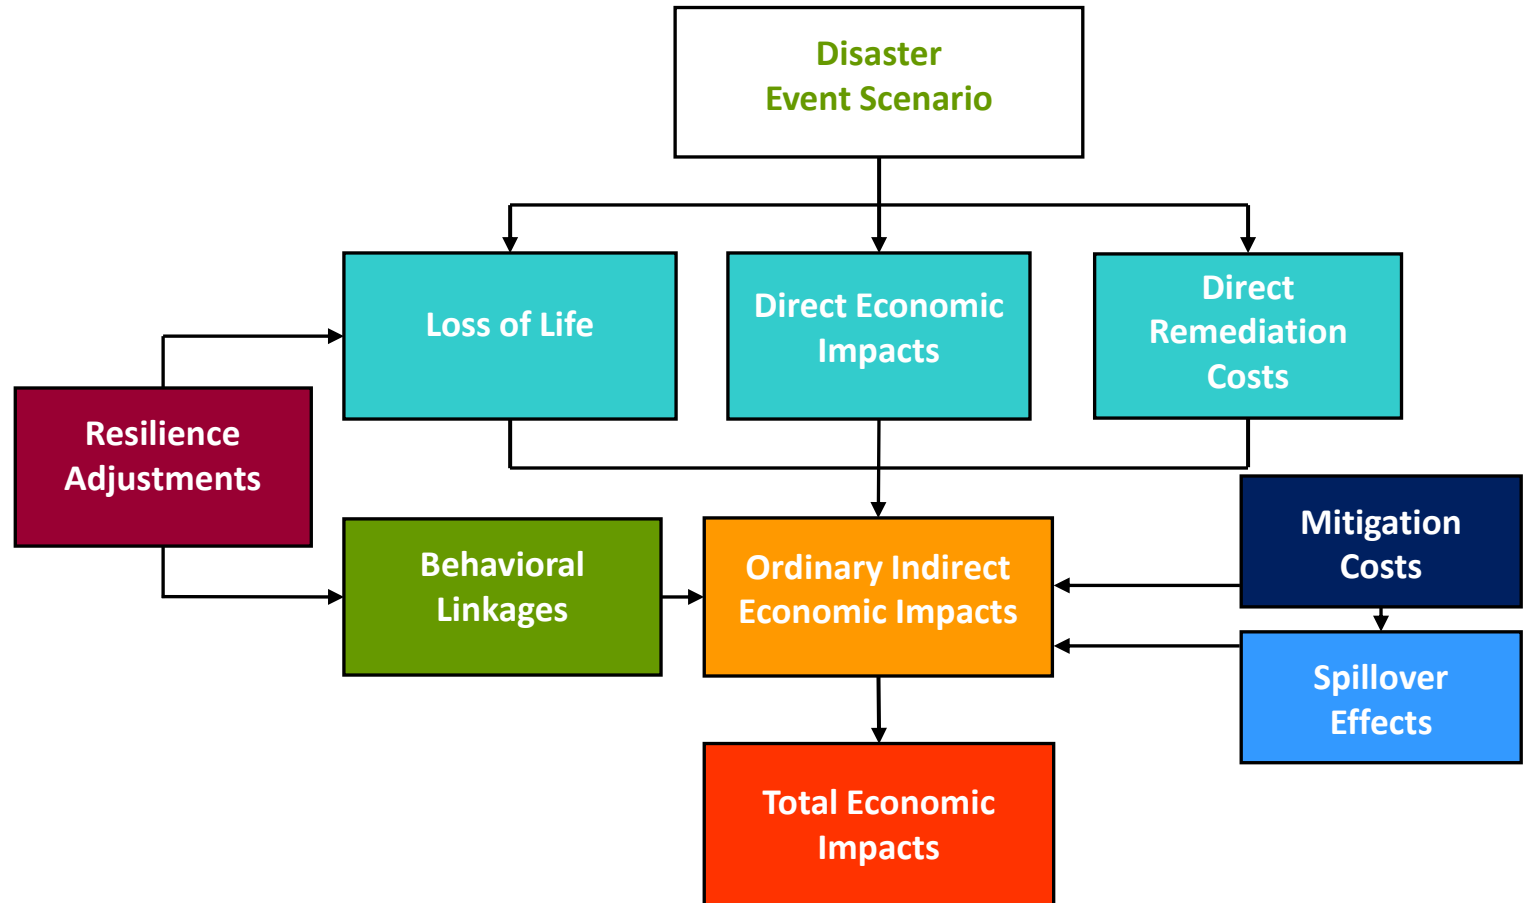 Disaster
Event Scenario
Loss of Life
Direct Economic
Impacts
Direct
Remediation
Costs
Resilience
Adjustments
Behavioral
Linkages
Ordinary Indirect
Economic Impacts
Mitigation
Costs
Spillover
Effects
Total Economic
Impacts